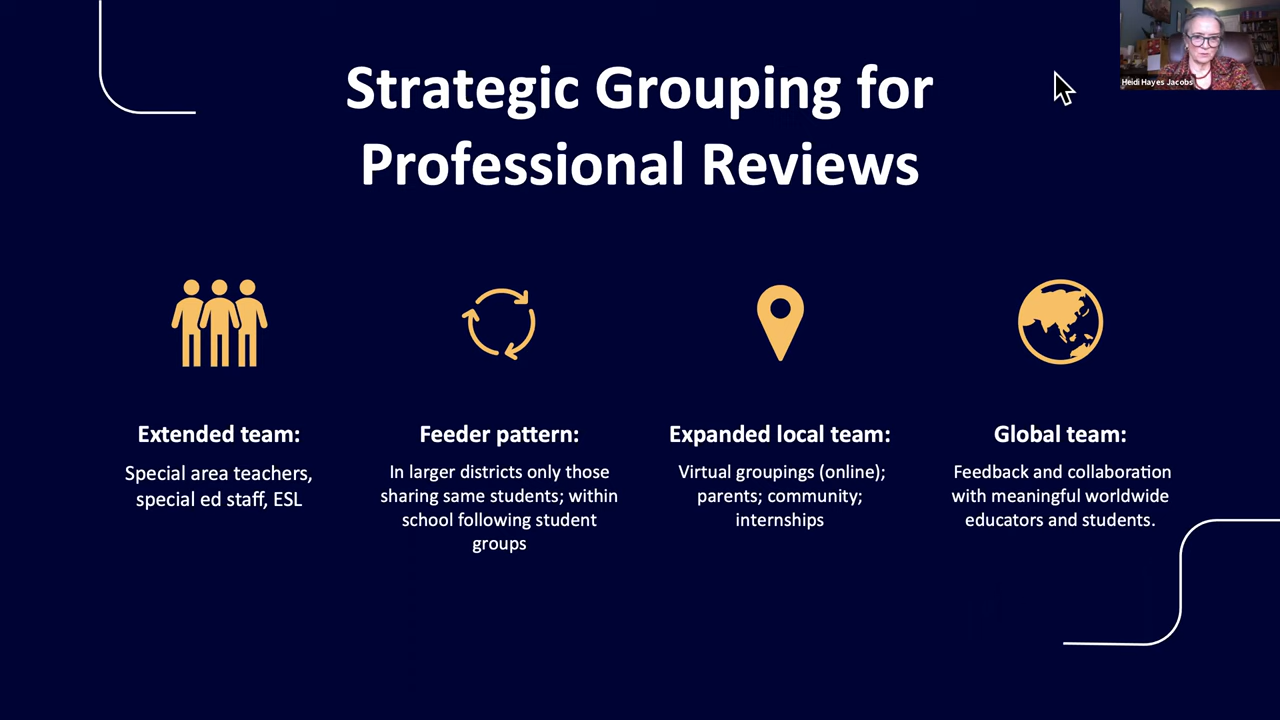 Strategic Grouping for
Professional Reviews
Heidi Hayes Jacobs
Extended team:
Special area teachers,
special ed staff, ESL
Feeder pattern:
In larger districts only those
sharing same students; within
school following student
groups
Expanded local team:
Virtual groupings (online);
parents; community;
internships
Global team:
Feedback and collaboration
with meaningful worldwide
educators and students.